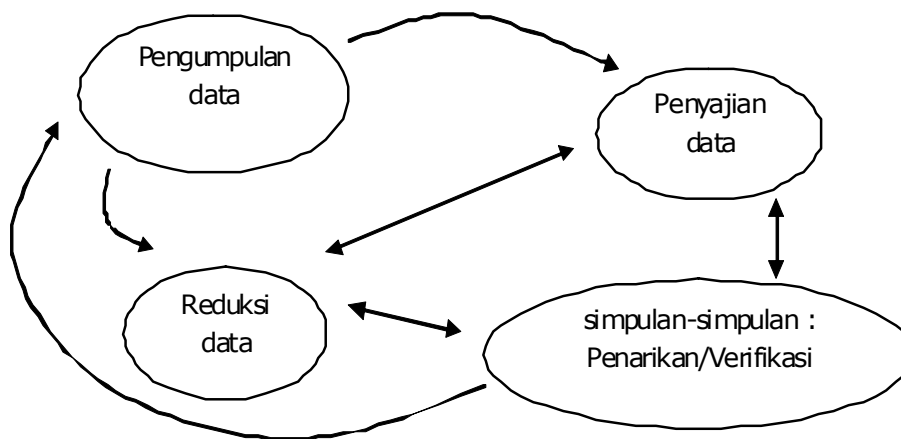 Pengumpulan
data
Penyajian
data
Reduksi
data
simpulan-simpulan :
Penarikan/Verifikasi